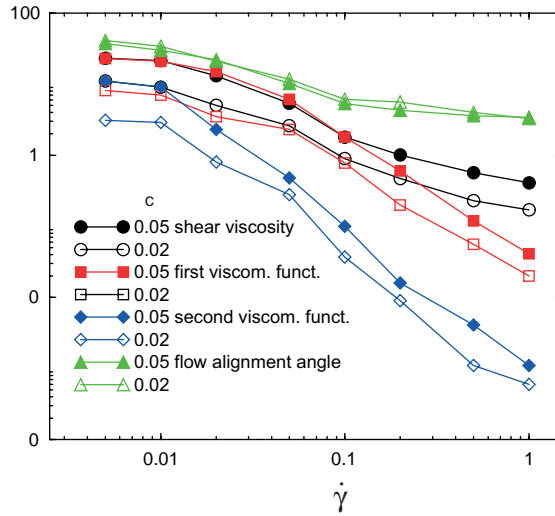 100
1
0
0
c
0.05 shear viscosity
0.02
0.05 first viscom. funct.
0.02
0.05 second viscom. funct.
0.02
0.05 flow alignment angle
0.02
0.01 0.1 1
γ̇